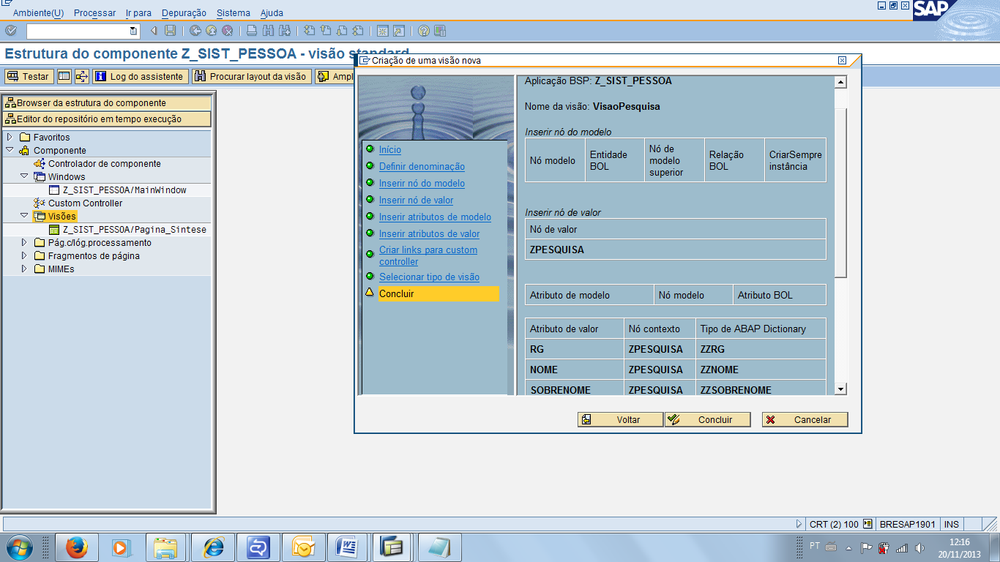 Ambiente(U) Processar Ir para Depuração Sistema Ajuda
SAP
Estrutura do componente Z_SIST_PESSOA - visão standard
Testar Log do assistente Procurar layout da visão Ampl
Browser da estrutura do componente
Editor do repositório em tempo execução
Favoritos
Componente
Controlador de componente
Windows
Z_SIST_PESSOA/MainWindow
Custom Controller
Visões
Z_SIST_PESSOA/Pagina_Sintese
Pág.c/lóg.processamento
Fragmentos de página
MIMEs
Criação de uma visão nova
Início
Definir denominação
Inserir nó do modelo
Inserir nó de valor
Inserir atributos de modelo
Inserir atributos de valor
Criar links para custom
controller
Selecionar tipo de visão
Concluir
Aplicação BSP: Z_SIST_PESSOA
Nome da visão: VisaoPesquisa
Inserir nó do modelo
Nó modelo Entidade BOL Nó de modelo superior Relação BOL CriarSempre instância
Inserir nó de valor
Nó de valor
ZPESQUISA
Atributo de modelo Nó modelo Atributo BOL
Atributo de valor Nó contexto Tipo de ABAP Dictionary
RG ZPESQUISA ZZRG
NOME ZPESQUISA ZZNOME
SOBRENOME ZPESQUISA ZZSOBRENOME
Voltar Concluir Cancelar
CRT (2) 100 BRESAP1901 INS
PT 12:16
20/11/2013